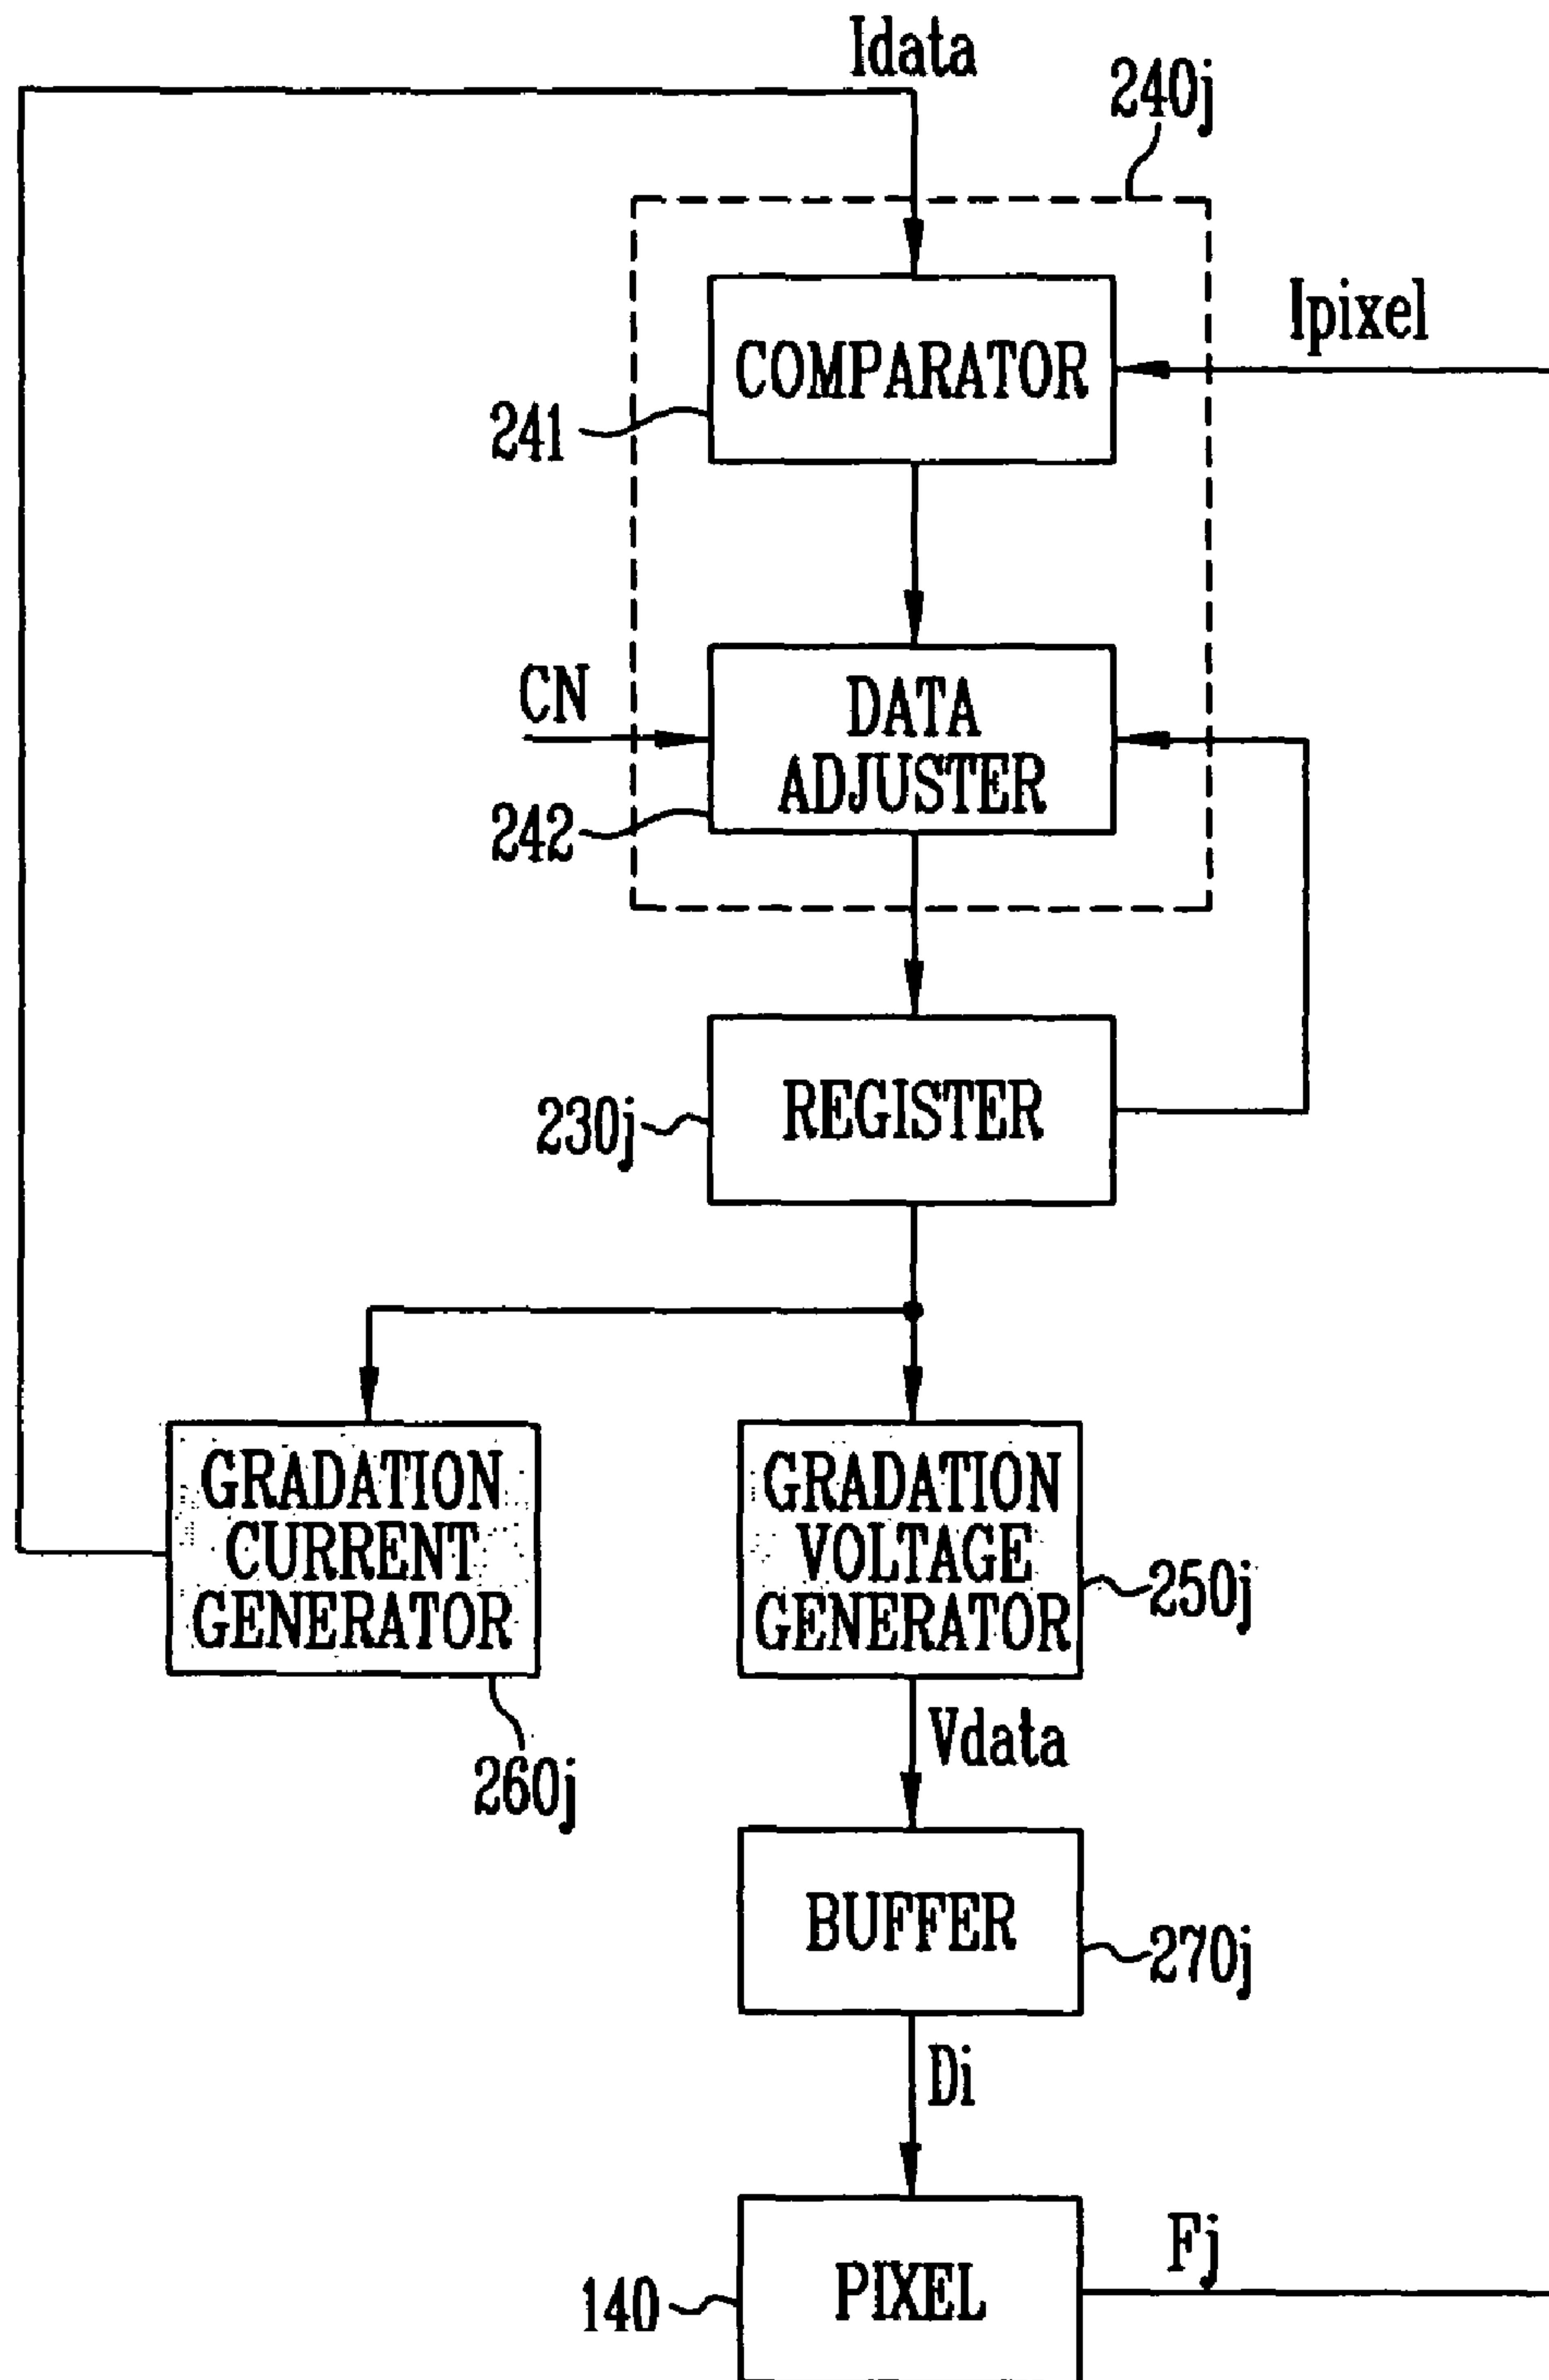 Idata
240j
Ipixel
COMPARATOR
241
CN
DATA
ADJUSTER
242
REGISTER
230j
GRADATION
CURRENT
GENERATOR
GRADATION
VOLTAGE
GENERATOR
250j
260j
Vdata
BUFFER
270j
Di
Fj
PIXEL
140